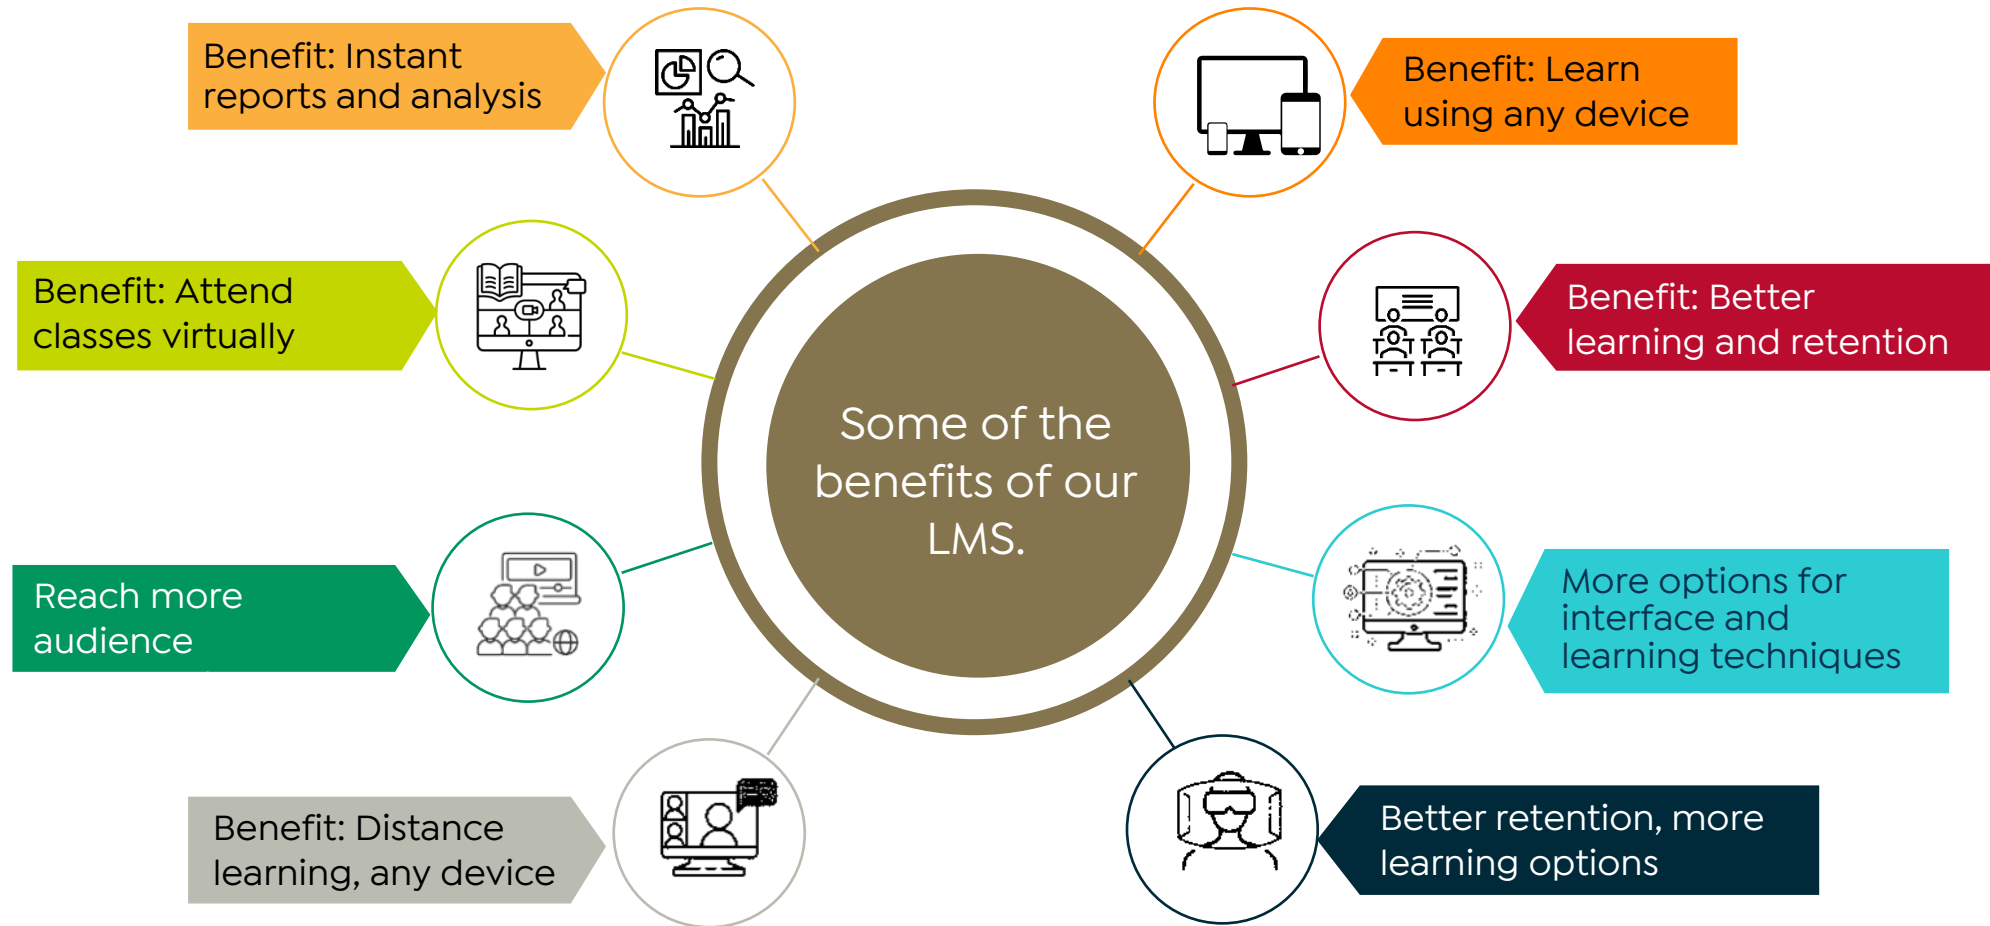 Benefit: Instant
reports and analysis
Benefit: Learn
using any device
Benefit: Attend
classes virtually
Benefit: Better
learning and retention
Some of the
benefits of our
LMS.
Reach more
audience
More options for
interface and
learning techniques
Benefit: Distance
learning, any device
Better retention, more
learning options